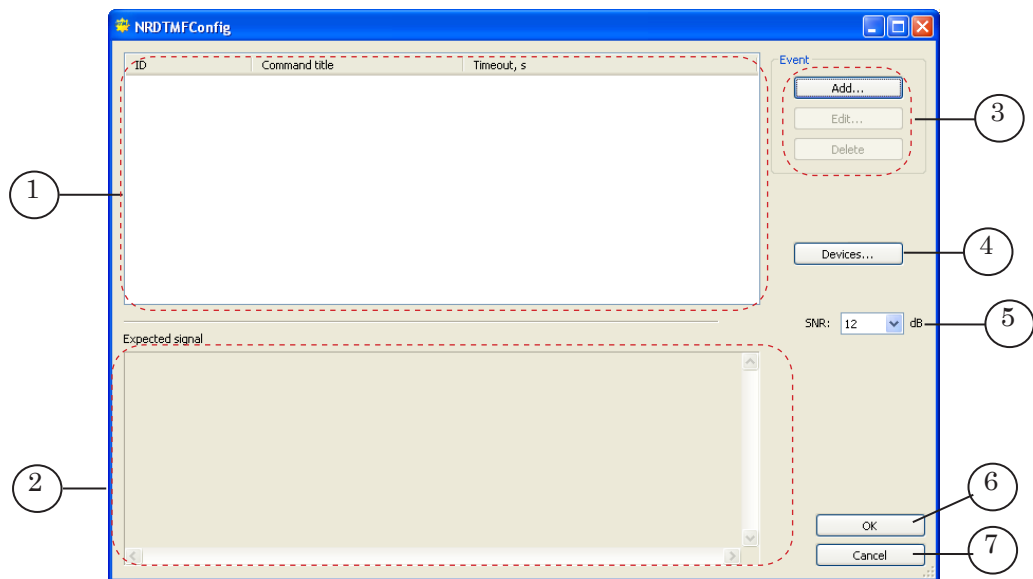 NRDTMFConfig
ID Command title Timeout, s
Event
Add...
Edit...
Delete
3
1
Devices...
4
SNR: 12 dB
5
Expected signal
2
6
OK
7
Cancel